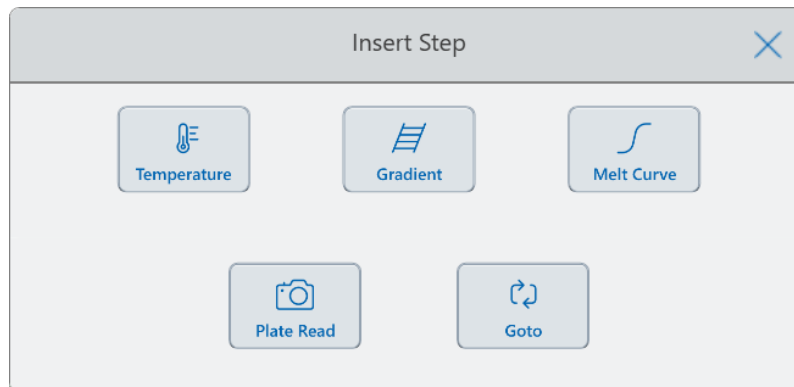 Insert Step
Temperature
Gradient
Melt Curve
Plate Read
Goto